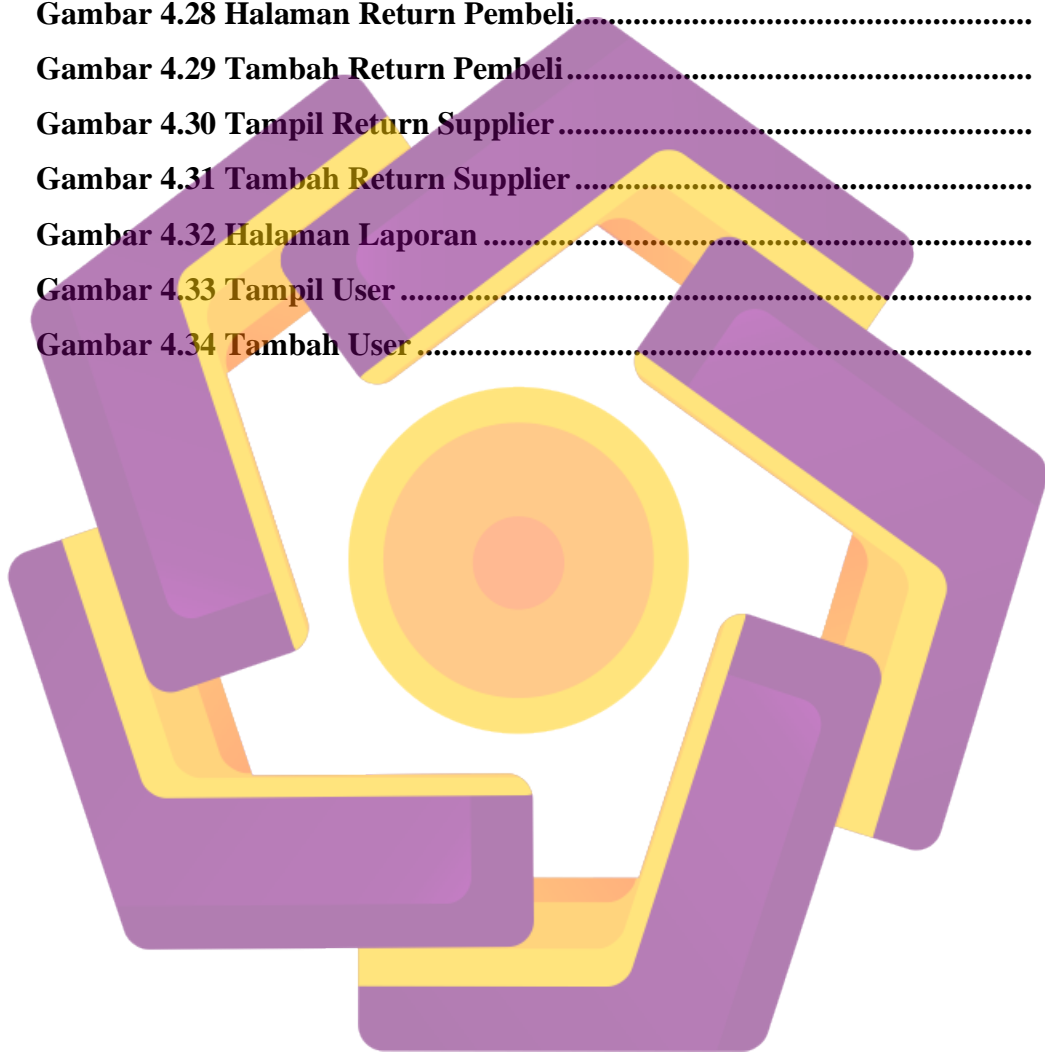 Gambar 4.28 Halaman Return Pembeli.......................................................
Gambar 4.29 Tambah Return Pembeli........................................................
Gambar 4.30 Tampil Return Supplier.........................................................
Gambar 4.31 Tambah Return Supplier.......................................................
Gambar 4.32 Halaman Laporan..................................................................
Gambar 4.33 Tampil User............................................................................
Gambar 4.34 Tambah User..........................................................................